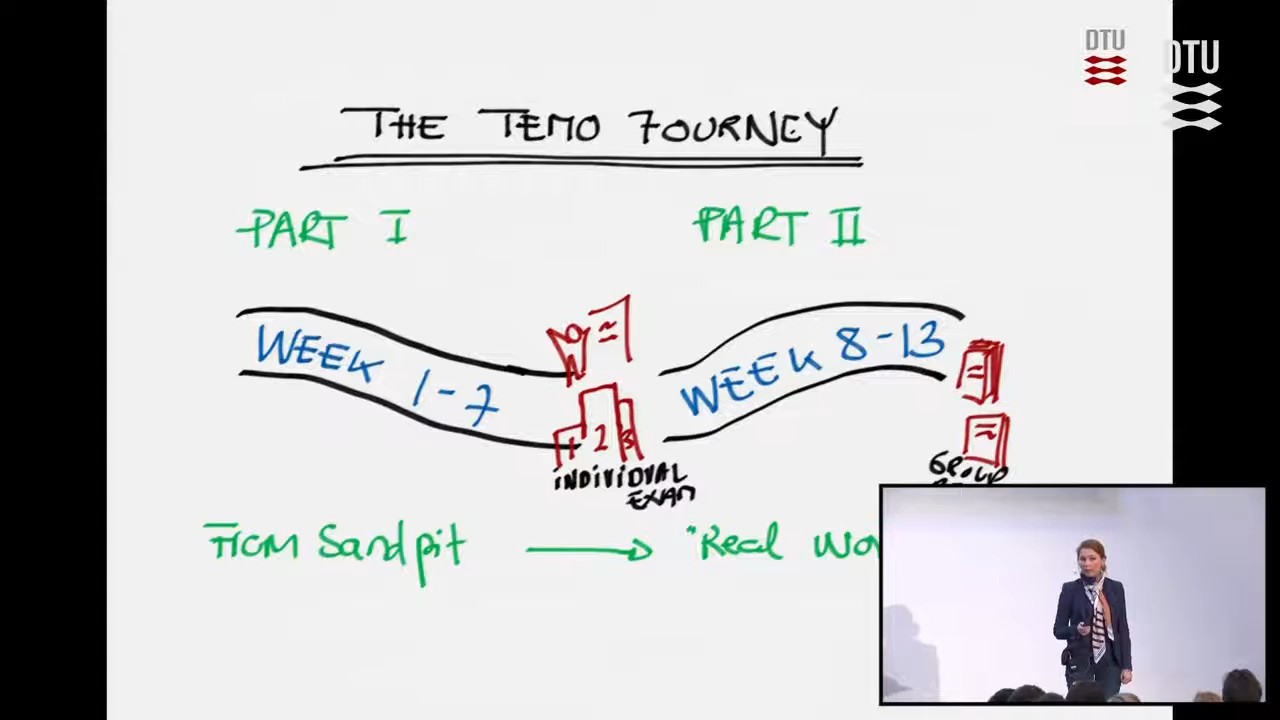 DTU
DTU
THE TEMO JOURNEY
PART I
PART II
WEEK 1-7
WEEK 8-13
1 2 3
INDIVIDUAL
EXAM
GROUP
From Sandpit
"Real